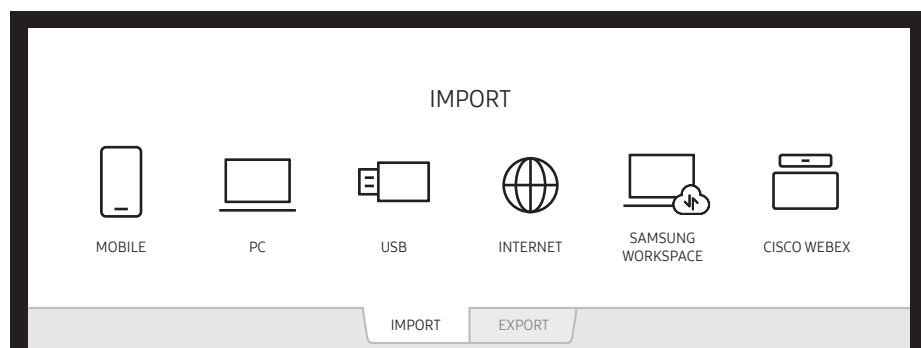 IMPORT
MOBILE
PC
USB
INTERNET
SAMSUNG
WORKSPACE
CISCO WEBEX
IMPORT
EXPORT